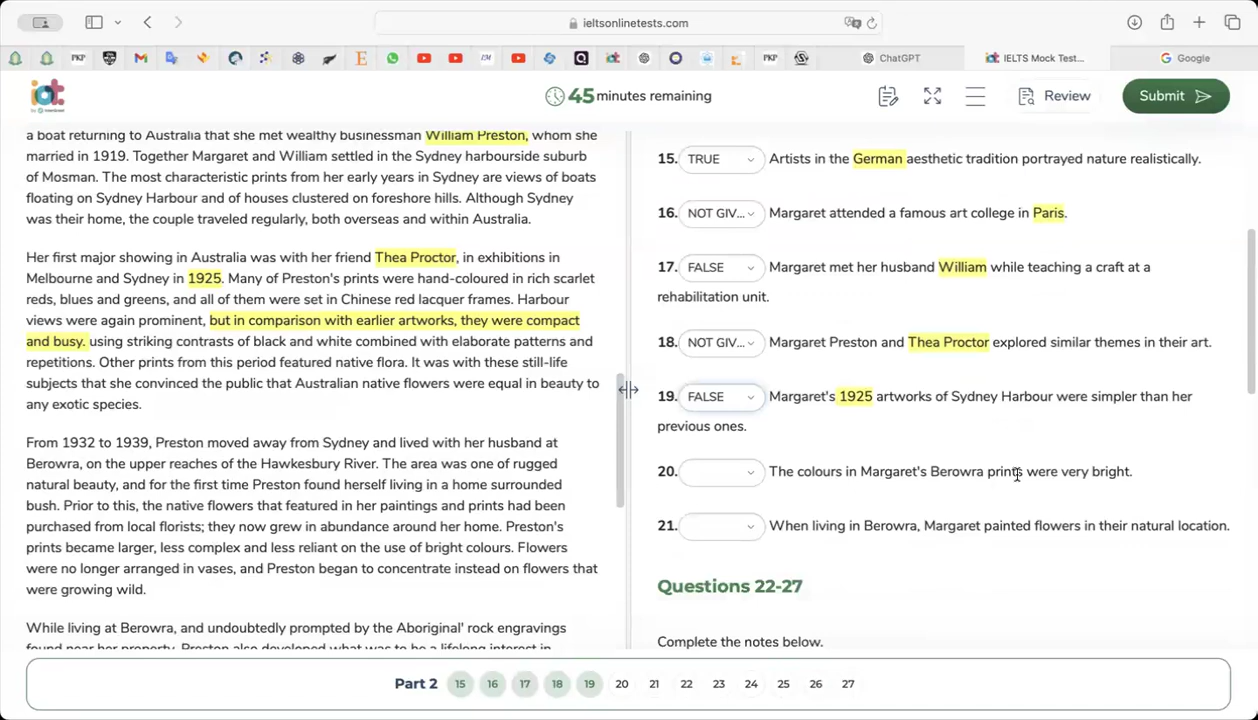 ieltsonlinetests.com
PKP
IM
PKP
ChatGPT
IELTS Mock Test...
Google
iot
45 minutes remaining
Review
Submit
a boat returning to Australia that she met wealthy businessman William Preston, whom she
married in 1919. Together Margaret and William settled in the Sydney harbourside suburb
of Mosman. The most characteristic prints from her early years in Sydney are views of boats
floating on Sydney Harbour and of houses clustered on foreshore hills. Although Sydney
was their home, the couple traveled regularly, both overseas and within Australia.
Her first major showing in Australia was with her friend Thea Proctor, in exhibitions in
Melbourne and Sydney in 1925. Many of Preston's prints were hand-coloured in rich scarlet
reds, blues and greens, and all of them were set in Chinese red lacquer frames. Harbour
views were again prominent, but in comparison with earlier artworks, they were compact
and busy. using striking contrasts of black and white combined with elaborate patterns and
repetitions. Other prints from this period featured native flora. It was with these still-life
subjects that she convinced the public that Australian native flowers were equal in beauty to
any exotic species.
From 1932 to 1939, Preston moved away from Sydney and lived with her husband at
Berowra, on the upper reaches of the Hawkesbury River. The area was one of rugged
natural beauty, and for the first time Preston found herself living in a home surrounded
bush. Prior to this, the native flowers that featured in her paintings and prints had been
purchased from local florists; they now grew in abundance around her home. Preston's
prints became larger, less complex and less reliant on the use of bright colours. Flowers
were no longer arranged in vases, and Preston began to concentrate instead on flowers that
were growing wild.
While living at Berowra, and undoubtedly prompted by the Aboriginal' rock engravings
found near her property, Preston also developed what was to be a lifelong interest in
15. TRUE Artists in the German aesthetic tradition portrayed nature realistically.
16. NOT GIV... Margaret attended a famous art college in Paris.
17. FALSE Margaret met her husband William while teaching a craft at a
rehabilitation unit.
18. NOT GIV... Margaret Preston and Thea Proctor explored similar themes in their art.
19. FALSE Margaret's 1925 artworks of Sydney Harbour were simpler than her
previous ones.
20. The colours in Margaret's Berowra prints were very bright.
21. When living in Berowra, Margaret painted flowers in their natural location.
Questions 22-27
Complete the notes below.
Part 2 15 16 17 18 19 20 21 22 23 24 25 26 27